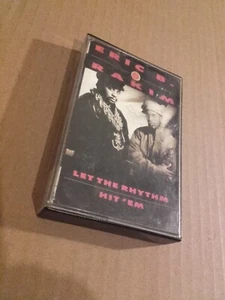 ERIC B.
&
RAKIM
LET THE RHYTHM
HIT 'EM